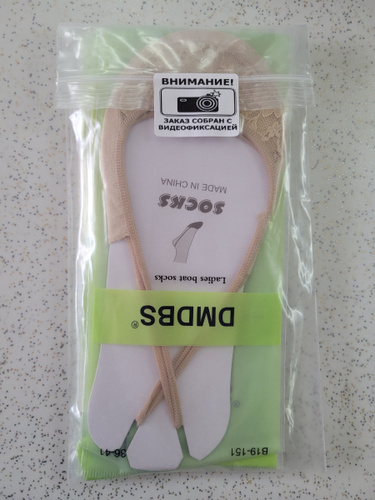 ВНИМАНИЕ!
ЗАКАЗ СОБРАН С
ВИДЕОФИКСАЦИЕЙ
MADE IN CHINA
SOCKS
Ladies boat socks
DMDBS®
36-41
B19-151